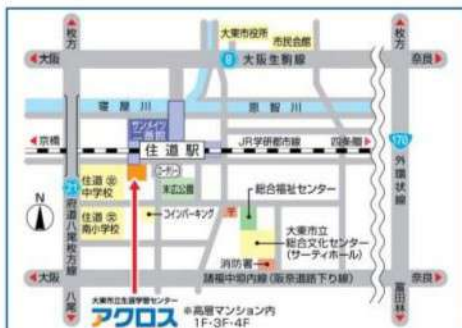 枚方
枚方
大東市役所
市民会館
大阪
8
大阪生駒線
奈良
寝屋川
恩智川
サンメイツ
二番館
京橋
住道駅
JR学研都市線
四条畷
170
外環状線
住道
中学校
末広公園
総合福祉センター
N
21
府道八尾枚方線
住道
南小学校
コインパーキング
〒
大東市立
総合文化センター
(サーティホール)
消防署
大阪
諸福中垣内線(阪奈道路下り線)
奈良
八尾
富田林
大東市立生涯学習センター
アクロス
※高層マンション内
1F・3F・4F